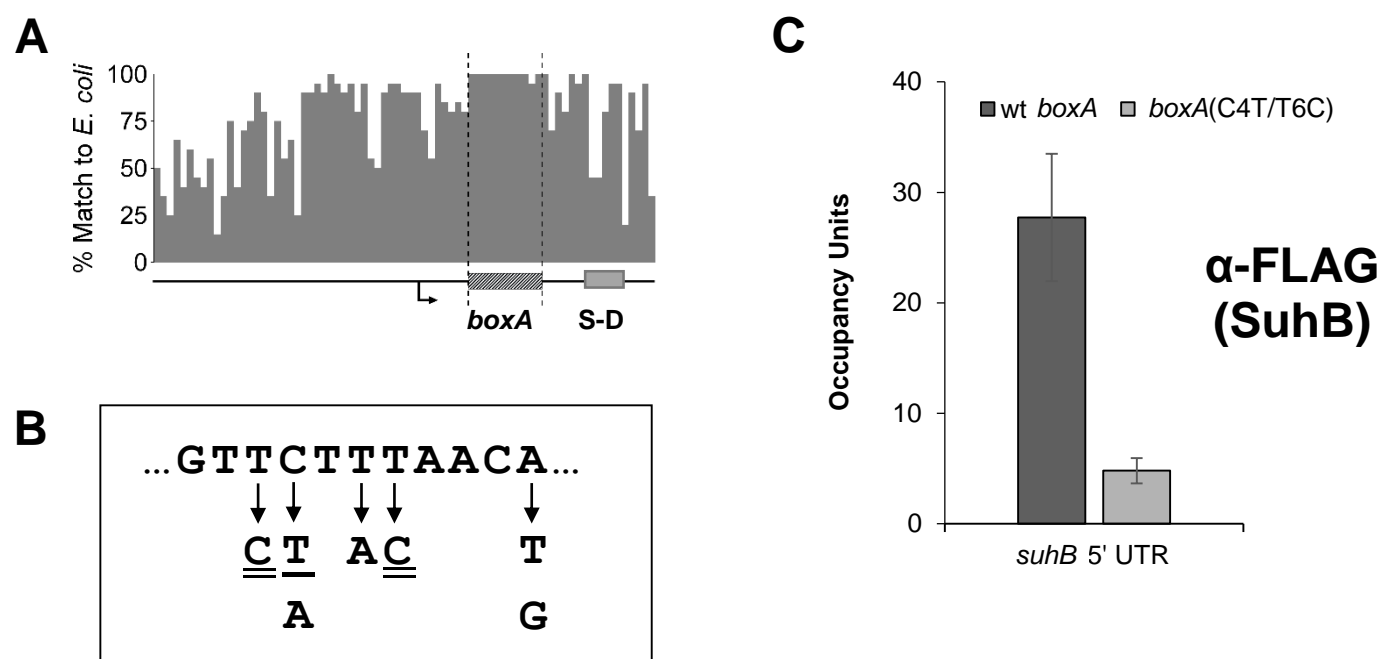 A
% Match to E. coli
100
75
50
25
0
boxA
S-D
B
...GTTCTTTAACA...
C T A C T
A G
C
Occupancy Units
40
30
20
10
0
wt boxA
boxA(C4T/T6C)
suhB 5' UTR
α-FLAG
(SuhB)